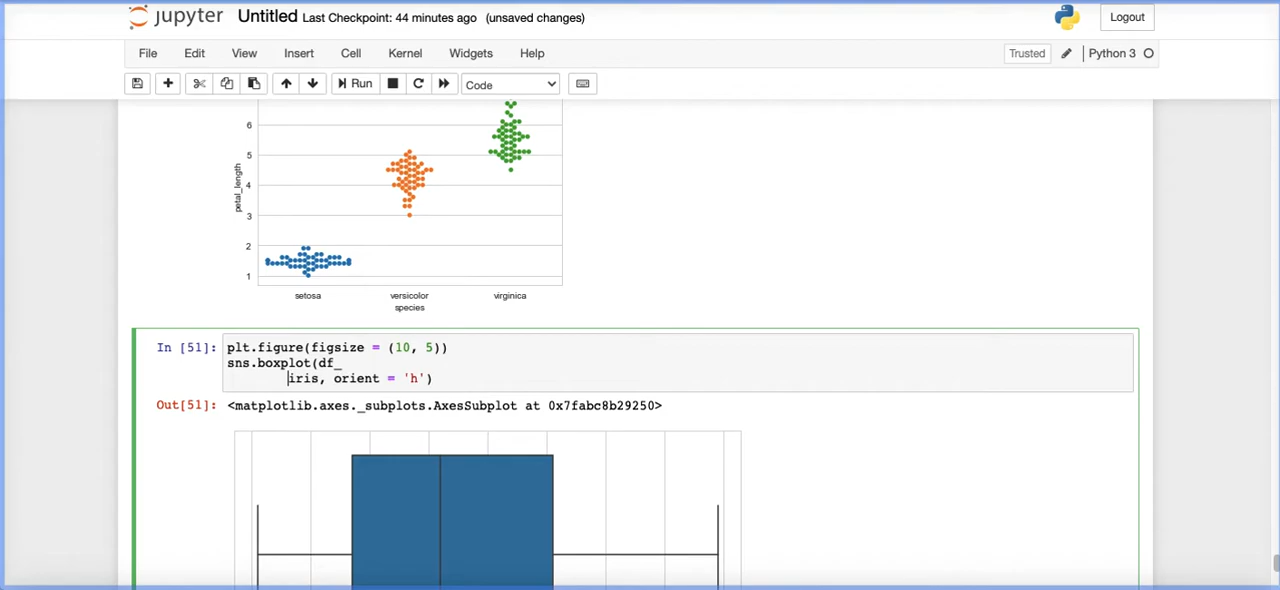 jupyter Untitled Last Checkpoint: 44 minutes ago (unsaved changes) Logout
File Edit View Insert Cell Kernel Widgets Help Trusted Python 3
Run Code
6
5
4
3
2
1
petal_length
setosa versicolor virginica
species
In [51]: plt.figure(figsize = (10, 5))
sns.boxplot(df_
iris, orient = 'h')
Out[51]: <matplotlib.axes._subplots.AxesSubplot at 0x7fabc8b29250>